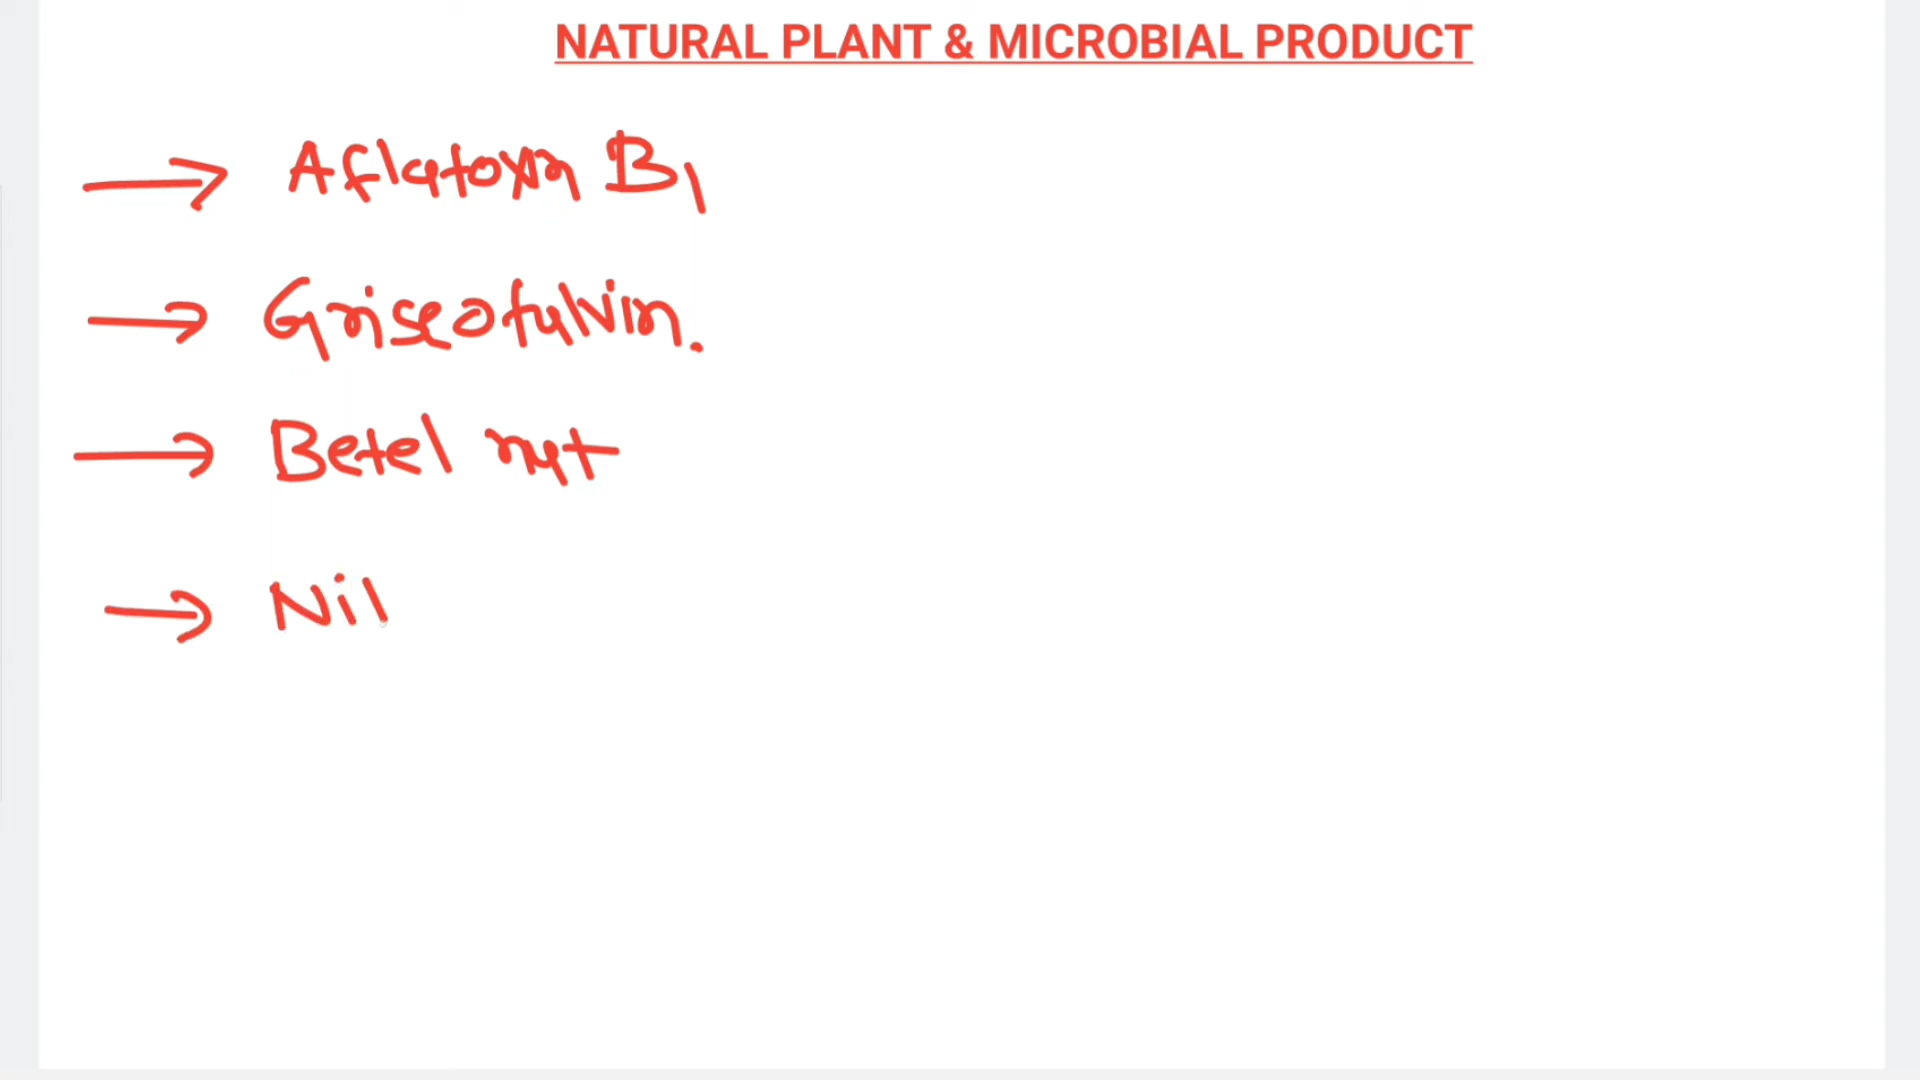 NATURAL PLANT & MICROBIAL PRODUCT
→ Aflatoxin B1
→ Griseofulvin.
→ Betel nut
→ Nil